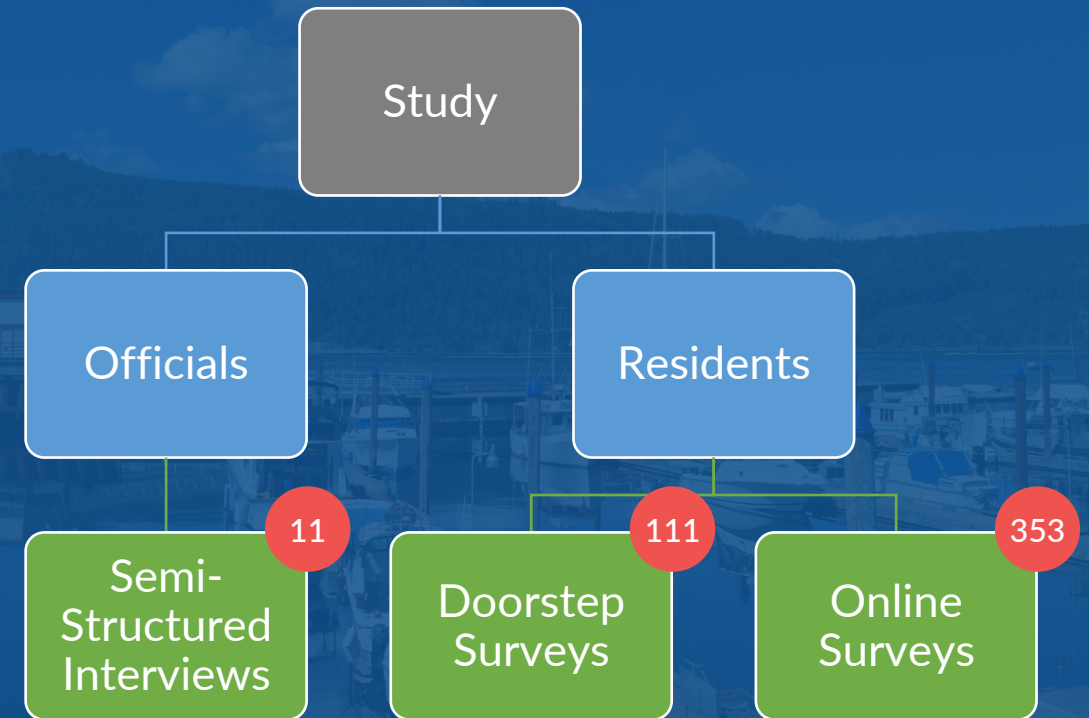 Study
Officials
Residents
11
111
353
Semi-
Structured
Interviews
Doorstep
Surveys
Online
Surveys